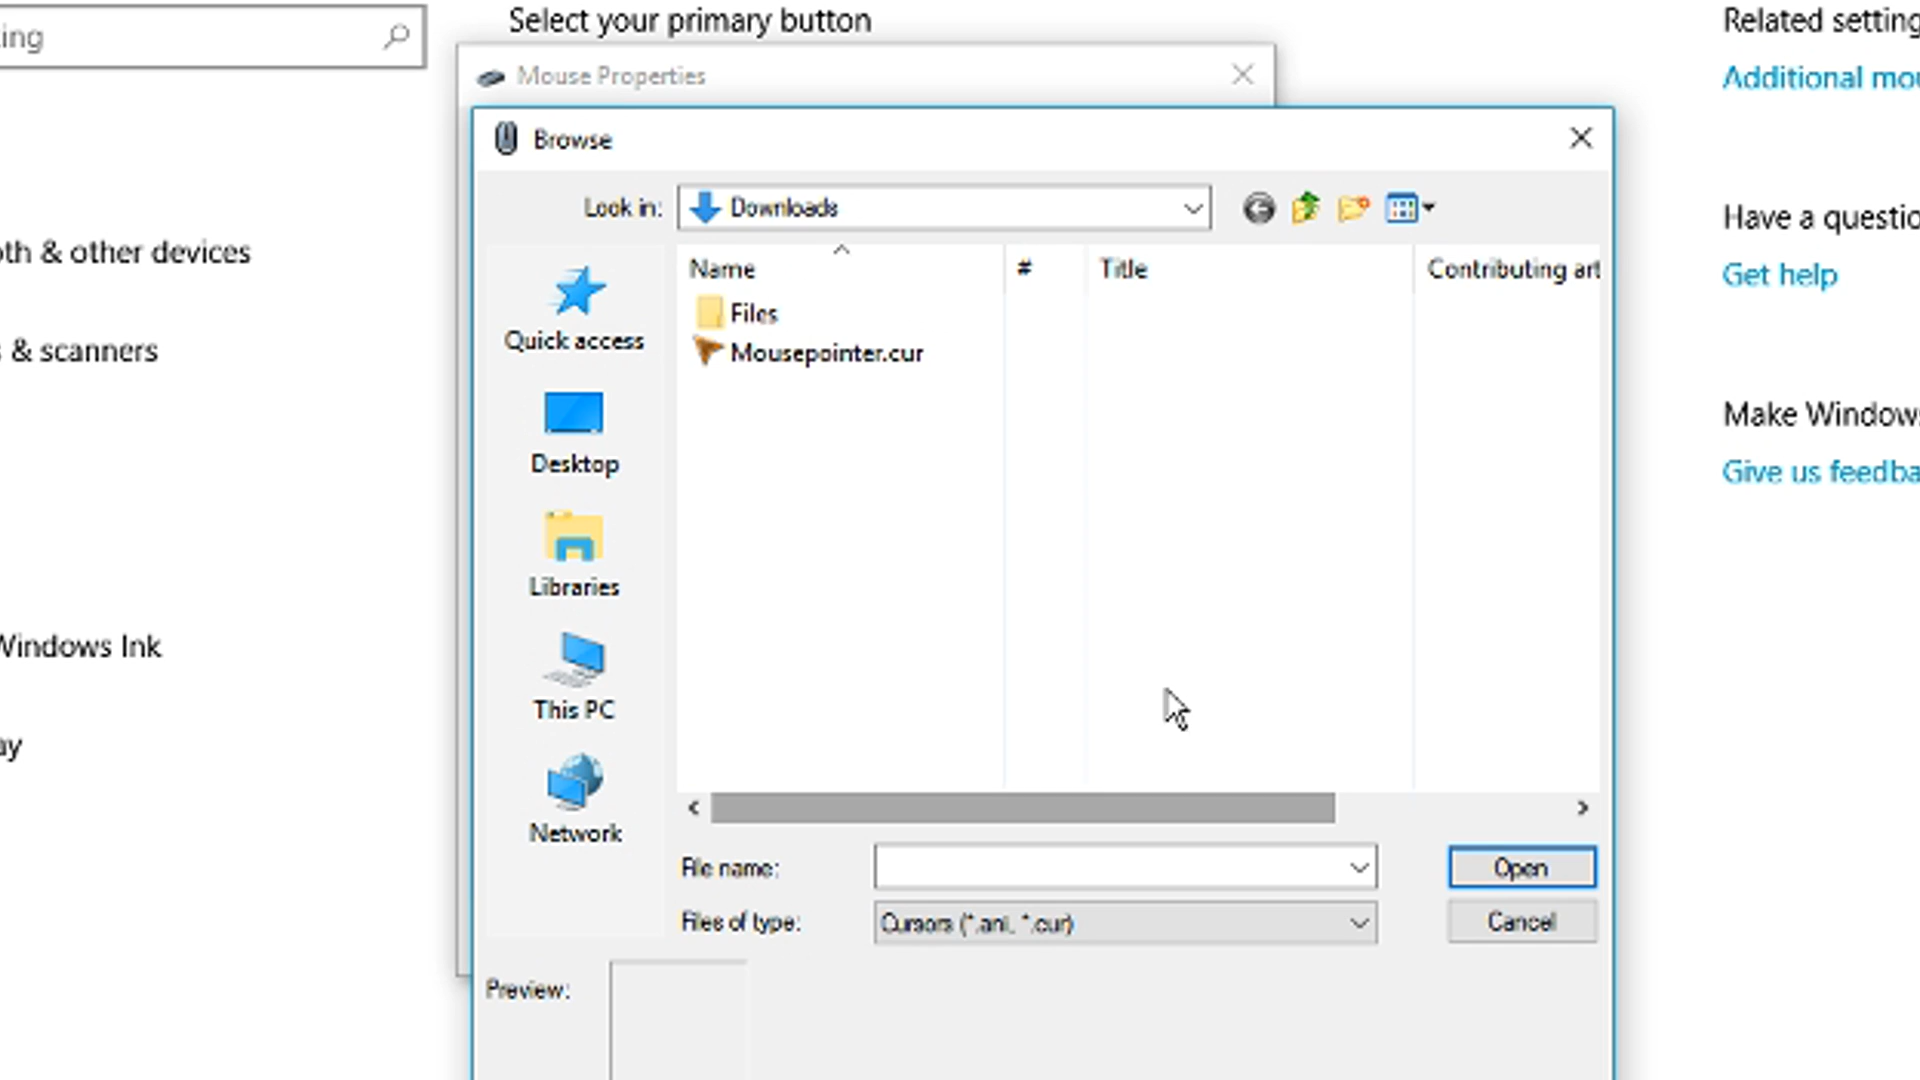 ing
Select your primary button
Related setting
Mouse Properties
Additional mou
Browse
Look in:
Downloads
Have a questio
Get help
oth & other devices
Name
#
Title
Contributing art
Quick access
Files
Mousepointer.cur
s & scanners
Make Windows
Give us feedba
Desktop
Libraries
Windows Ink
This PC
ay
Network
File name:
Open
Files of type:
Cursors (*.ani, *.cur)
Cancel
Preview: